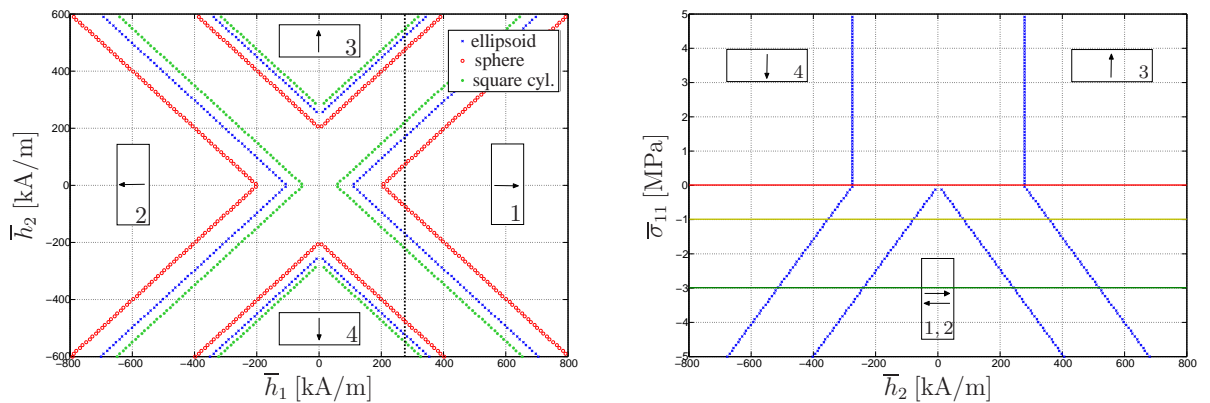 600
400
200
0
−200
−400
−600
−800 −600 −400 −200 0 200 400 600 800
h̅₂ [kA/m]
h̅₁ [kA/m]
3
ellipsoid
sphere
square cyl.
2
1
4
5
4
3
2
1
0
−1
−2
−3
−4
−5
−800 −600 −400 −200 0 200 400 600 800
σ̅₁₁ [MPa]
h̅₂ [kA/m]
4
3
1, 2